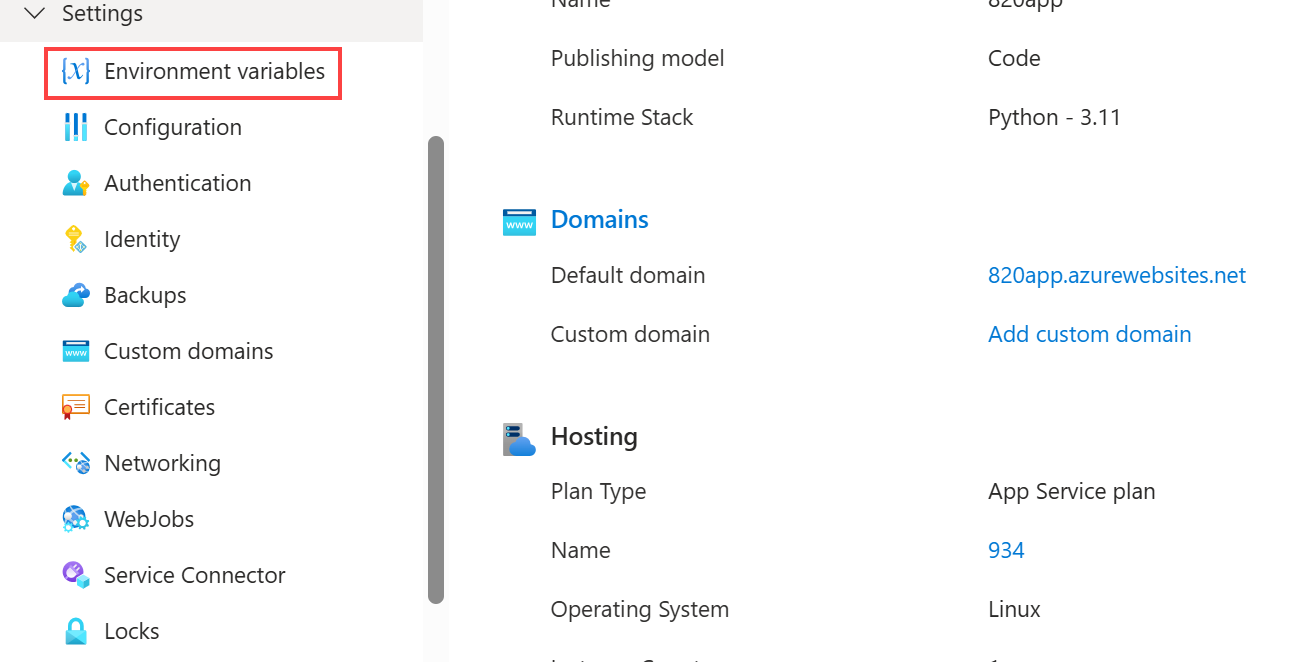 Settings
Environment variables
Configuration
Authentication
Identity
Backups
Custom domains
Certificates
Networking
WebJobs
Service Connector
Locks
Name 820app
Publishing model Code
Runtime Stack Python - 3.11
Domains
Default domain 820app.azurewebsites.net
Custom domain Add custom domain
Hosting
Plan Type App Service plan
Name 934
Operating System Linux